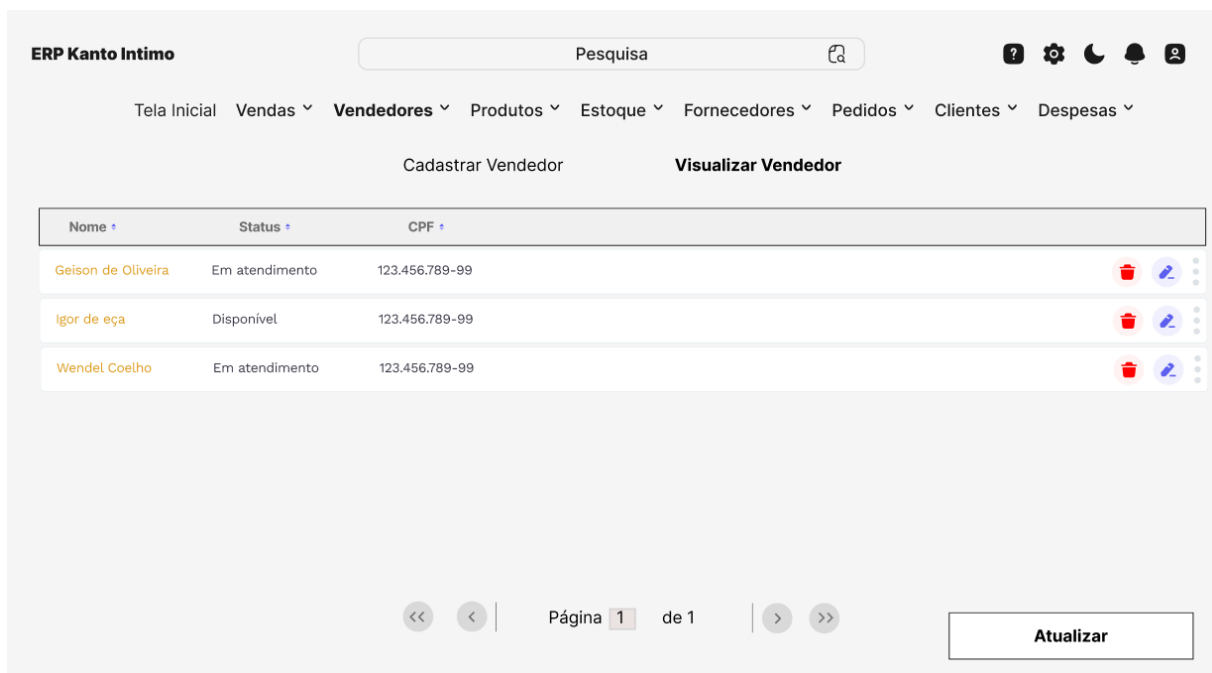 ERP Kanto Intimo Pesquisa ?
Tela Inicial Vendas Vendedores Produtos Estoque Fornecedores Pedidos Clientes Despesas
Cadastrar Vendedor Visualizar Vendedor
Nome Status CPF
Geison de Oliveira Em atendimento 123.456.789-99
Igor de eça Disponível 123.456.789-99
Wendel Coelho Em atendimento 123.456.789-99
<< < Página 1 de 1 > >>
Atualizar